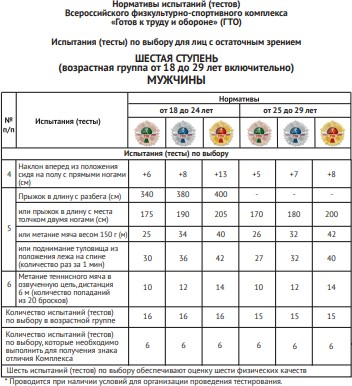 Нормативы испытаний (тестов)
Всероссийского физкультурно-спортивного комплекса
«Готов к труду и обороне» (ГТО)
Испытания (тесты) по выбору для лиц с остаточным зрением
ШЕСТАЯ СТУПЕНЬ
(возрастная группа от 18 до 29 лет включительно)
МУЖЧИНЫ
№ п/п Испытания (тесты) Нормативы
от 18 до 24 лет от 25 до 29 лет
Испытания (тесты) по выбору
4 Наклон вперед из положения сидя на полу с прямыми ногами (см) +6 +8 +13 +5 +7 +8
5 Прыжок в длину с разбега (см) 340 380 400 - - -
или прыжок в длину с места толчком двумя ногами (см) 175 190 205 170 180 200
или метание мяча весом 150 г (м) 25 34 40 26 32 42
или поднимание туловища из положения лежа на спине (количество раз за 1 мин) 30 36 42 27 32 40
6 Метание теннисного мяча в озвученную цель, дистанция 6 м (количество попаданий из 20 бросков) 10 12 14 10 12 14
Количество испытаний (тестов) по выбору в возрастной группе 16 16 16 15 15 15
Количество испытаний (тестов) по выбору, которые необходимо выполнить для получения знака отличия Комплекса 6 6 6 6 6 6
Шесть испытаний (тестов) по выбору обеспечивают оценку шести физических качеств
* Проводится при наличии условий для организации проведения тестирования.